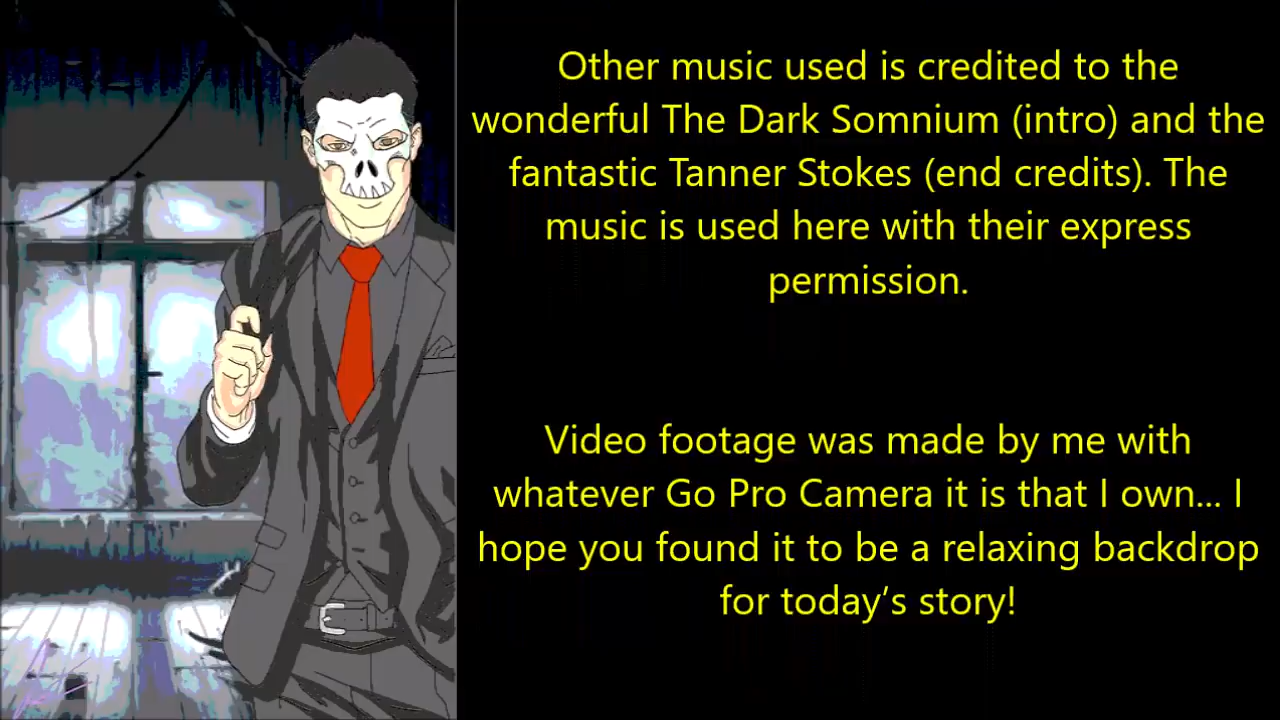 Other music used is credited to the
wonderful The Dark Somnium (intro) and the
fantastic Tanner Stokes (end credits). The
music is used here with their express
permission.
Video footage was made by me with
whatever Go Pro Camera it is that I own... I
hope you found it to be a relaxing backdrop
for today's story!